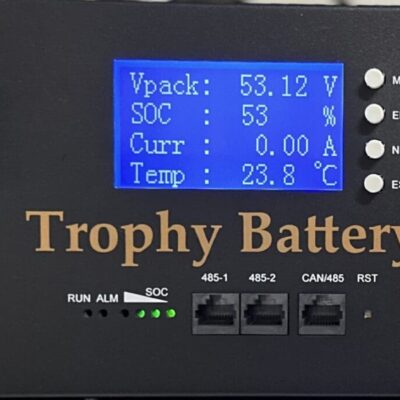 Vpack: 53.12 V
SOC : 53 %
Curr : 0.00 A
Temp : 23.8 °C
Trophy Battery
485-1 485-2 CAN/485 RST
RUN ALM SOC